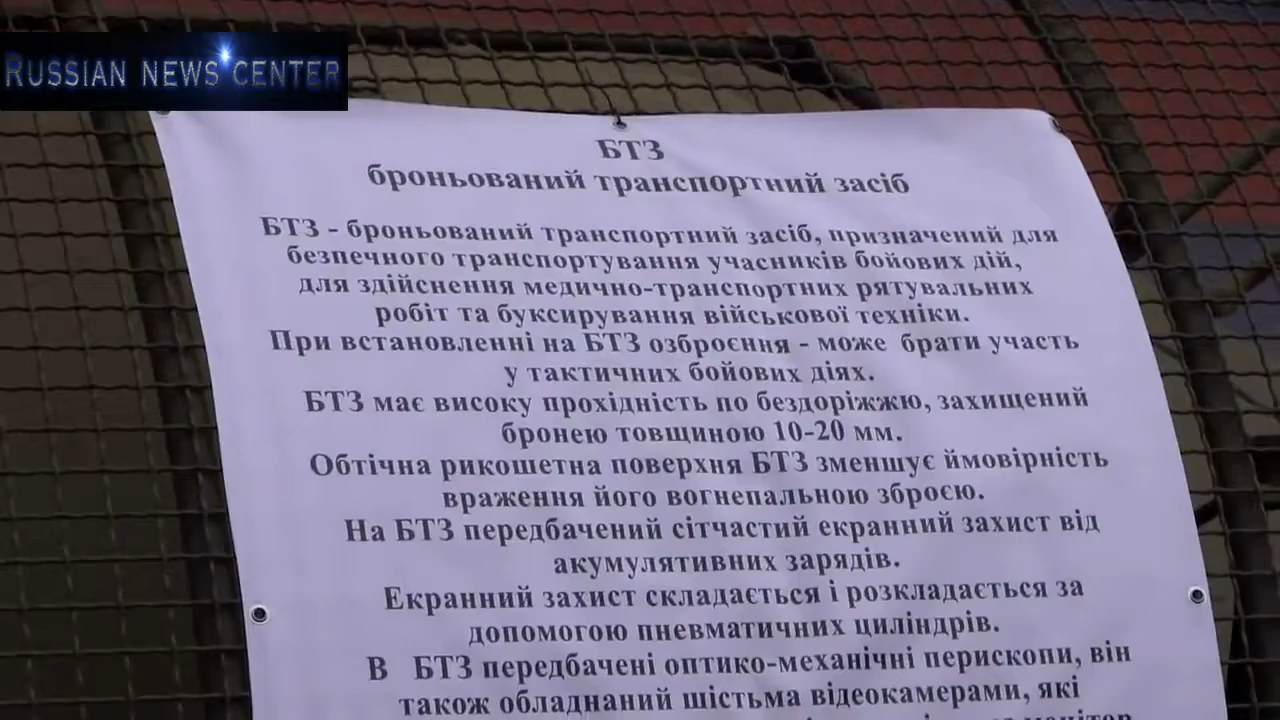 RUSSIAN NEWS CENTER
БТЗ
броньований транспортний засіб
БТЗ - броньований транспортний засіб, призначений для
безпечного транспортування учасників бойових дій,
для здійснення медично-транспортних рятувальних
робіт та буксирування військової техніки.
При встановленні на БТЗ озброєння - може брати участь
у тактичних бойових діях.
БТЗ має високу прохідність по бездоріжжю, захищений
бронею товщиною 10-20 мм.
Обтічна рикошетна поверхня БТЗ зменшує ймовірність
враження його вогнепальною зброєю.
На БТЗ передбачений сітчастий екранний захист від
акумулятивних зарядів.
Екранний захист складається і розкладається за
допомогою пневматичних циліндрів.
В БТЗ передбачені оптико-механічні перископи, він
також обладнаний шістьма відеокамерами, які